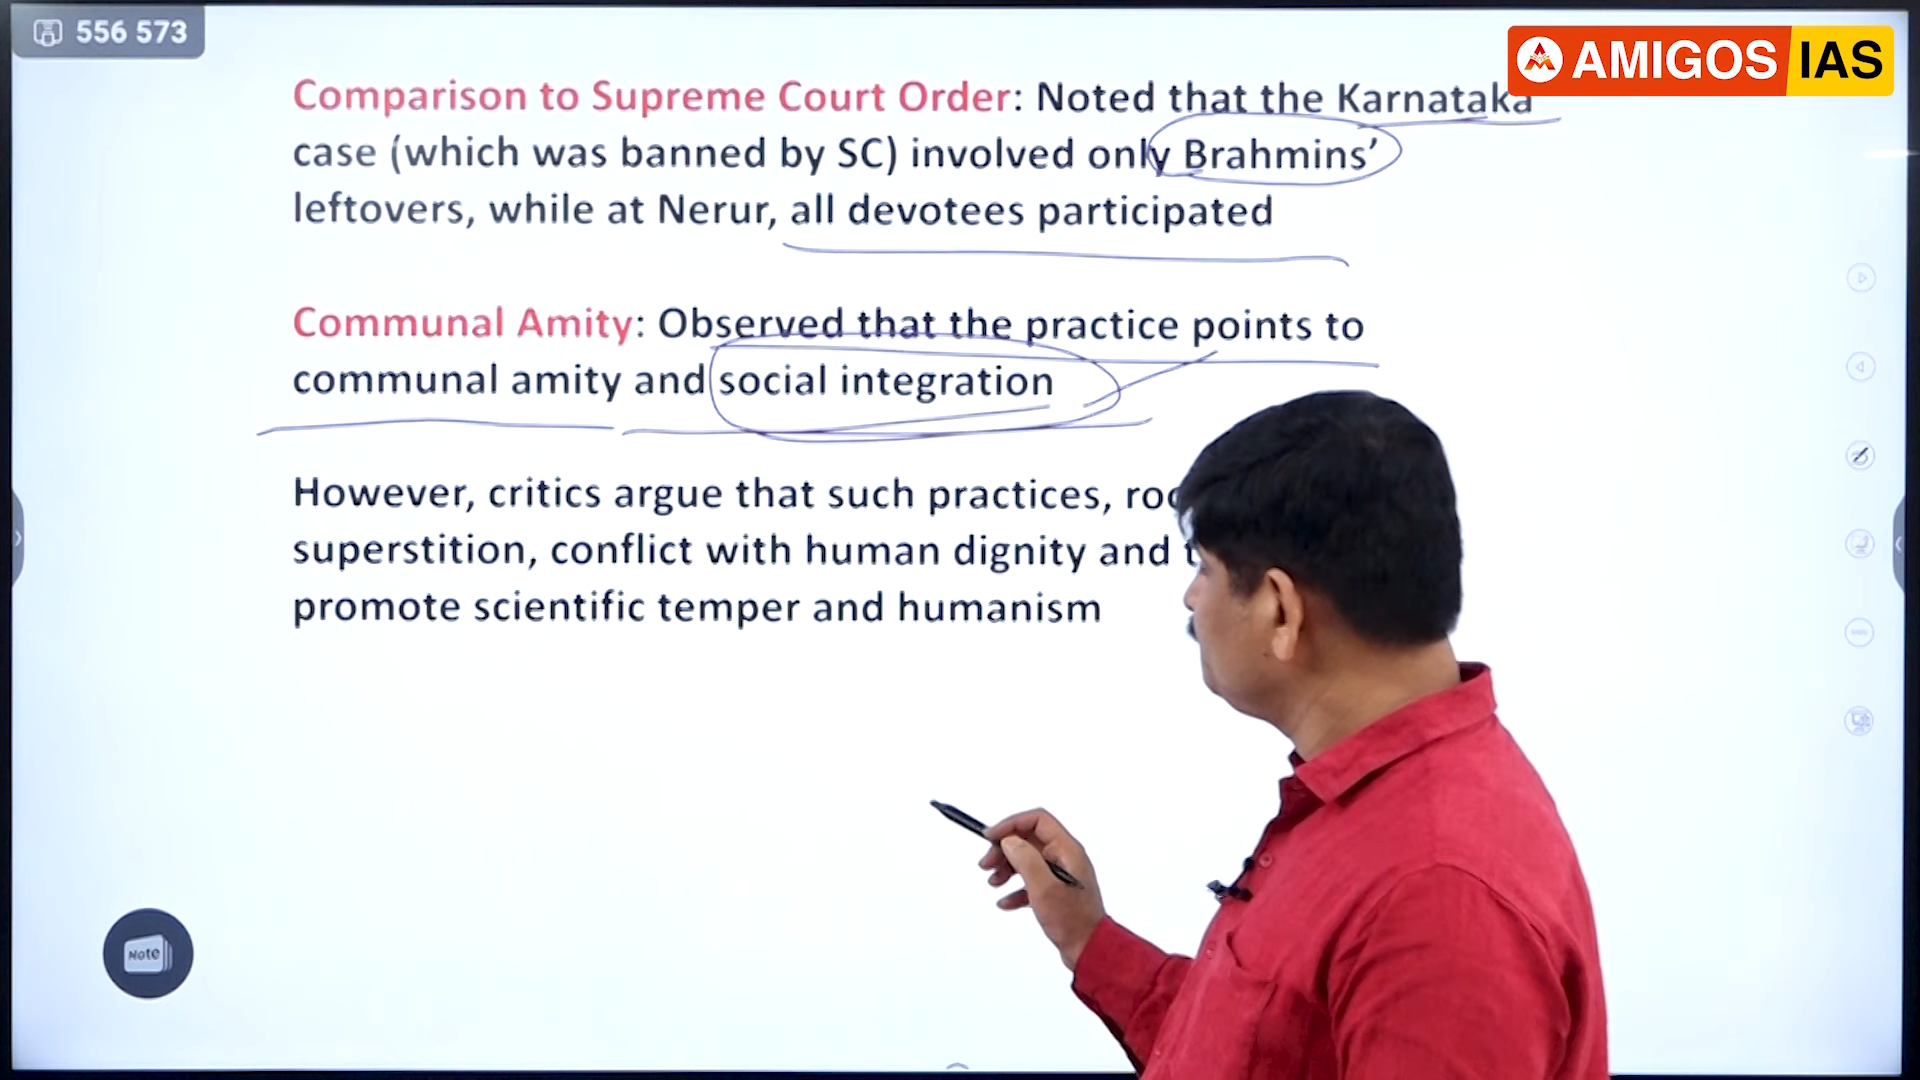 556 573
AMIGOS IAS
Comparison to Supreme Court Order: Noted that the Karnataka
case (which was banned by SC) involved only Brahmins’
leftovers, while at Nerur, all devotees participated
Communal Amity: Observed that the practice points to
communal amity and social integration
However, critics argue that such practices,
superstition, conflict with human dignity and
promote scientific temper and humanism
Note